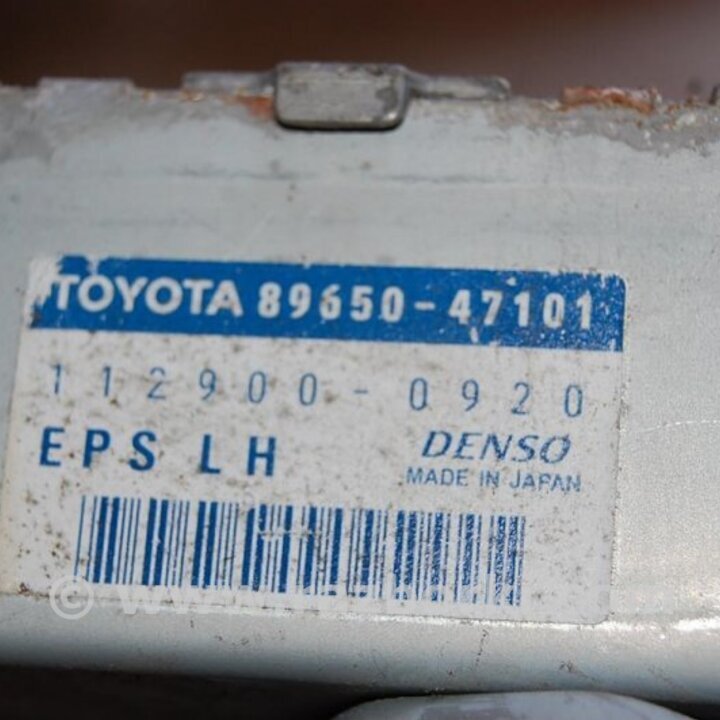 TOYOTA 89650-47101
112900-0920
EPS LH
DENSO
MADE IN JAPAN